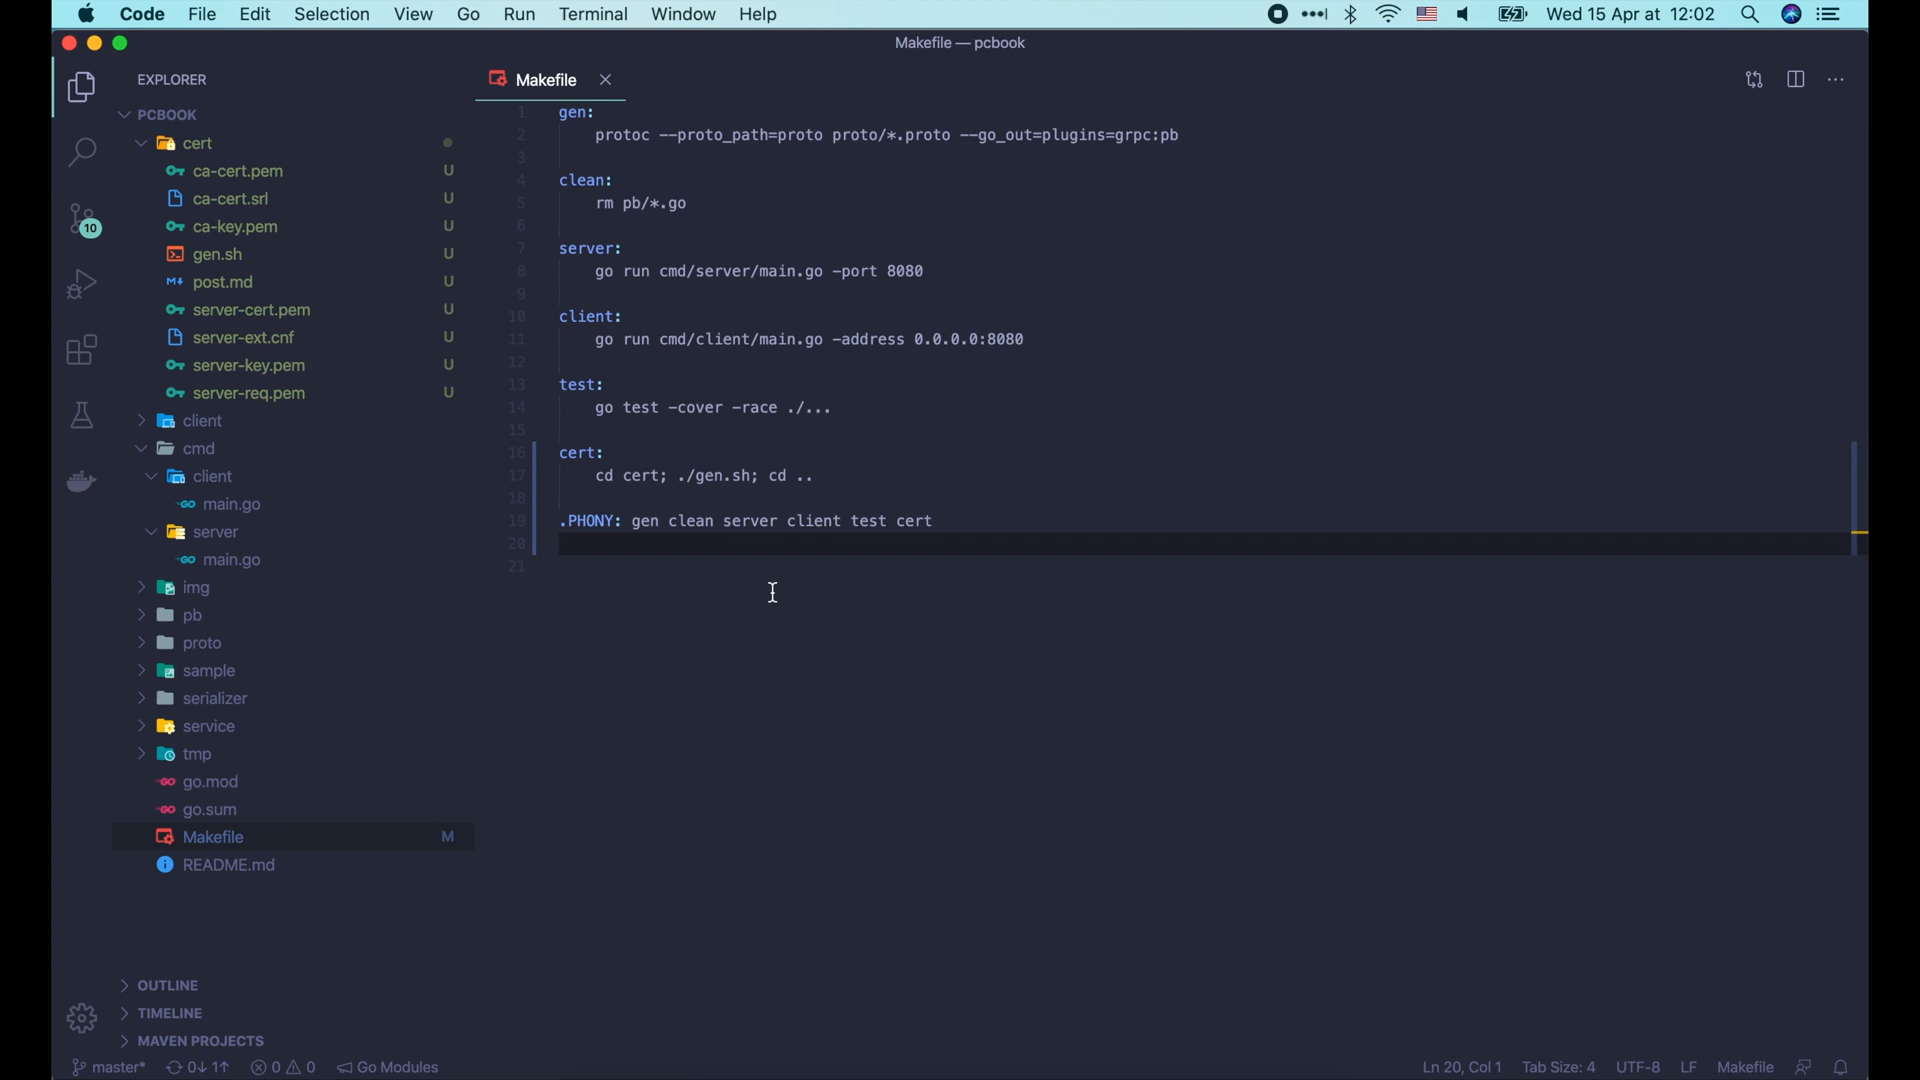 Code File Edit Selection View Go Run Terminal Window Help
Wed 15 Apr at 12:02
Makefile — pcbook
EXPLORER
PCBOOK
cert
ca-cert.pem U
ca-cert.srl U
ca-key.pem U
gen.sh U
post.md U
server-cert.pem U
server-ext.cnf U
server-key.pem U
server-req.pem U
client
cmd
client
main.go
server
main.go
img
pb
proto
sample
serializer
service
tmp
go.mod
go.sum
Makefile M
README.md
OUTLINE
TIMELINE
MAVEN PROJECTS
10
Makefile
1 gen:
2 protoc --proto_path=proto proto/*.proto --go_out=plugins=grpc:pb
3
4 clean:
5 rm pb/*.go
6
7 server:
8 go run cmd/server/main.go -port 8080
9
10 client:
11 go run cmd/client/main.go -address 0.0.0.0:8080
12
13 test:
14 go test -cover -race ./...
15
16 cert:
17 cd cert; ./gen.sh; cd ..
18
19 .PHONY: gen clean server client test cert
20
21
master* 0↓ 1↑ 0 0 Go Modules
Ln 20, Col 1 Tab Size: 4 UTF-8 LF Makefile